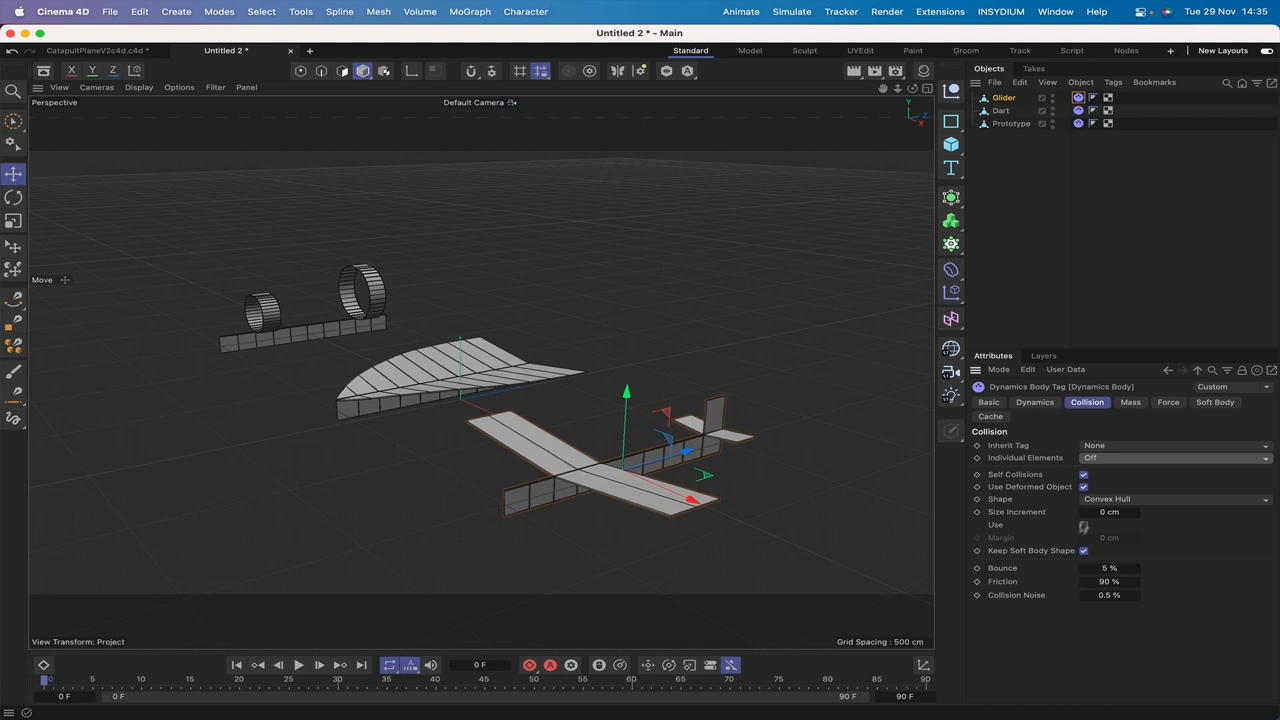 Cinema 4D File Edit Create Modes Select Tools Spline Mesh Volume MoGraph Character Animate Simulate Tracker Render Extensions INSYDIUM Window Help Tue 29 Nov 14:35
Untitled 2 * - Main
CatapultPlaneV2c4d.c4d * Untitled 2 * Standard Model Sculpt UVEdit Paint Groom Track Script Nodes New Layouts
X Y Z Objects Takes
View Cameras Display Options Filter Panel File Edit View Object Tags Bookmarks
Perspective Default Camera Glider
Y
Z
X
Dart
Prototype
T
Move
ST
Attributes Layers
ST
Mode Edit User Data
Dynamics Body Tag [Dynamics Body] Custom
ST
Basic Dynamics Collision Mass Force Soft Body
Cache
Collision
Inherit Tag None
Individual Elements Off
Self Collisions
Use Deformed Object
Shape Convex Hull
Size Increment 0 cm
Use
Margin 0 cm
Keep Soft Body Shape
Bounce 5 %
Friction 90 %
Collision Noise 0.5 %
View Transform: Project Grid Spacing : 500 cm
0 F
0 5 10 15 20 25 30 35 40 45 50 55 60 65 70 75 80 85 90
0 F 0 F 90 F 90 F